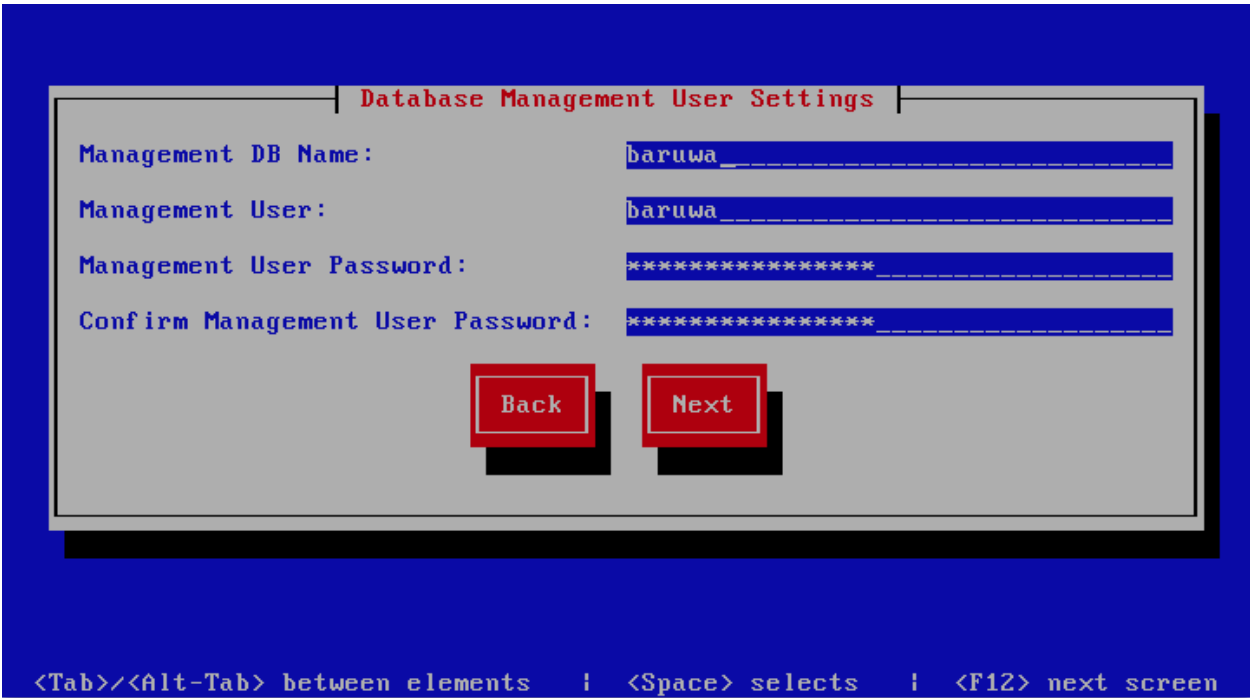 Database Management User Settings
Management DB Name: baruwa_
Management User: baruwa
Management User Password: ****************
Confirm Management User Password: ****************
Back Next
<Tab>/<Alt-Tab> between elements | <Space> selects | <F12> next screen